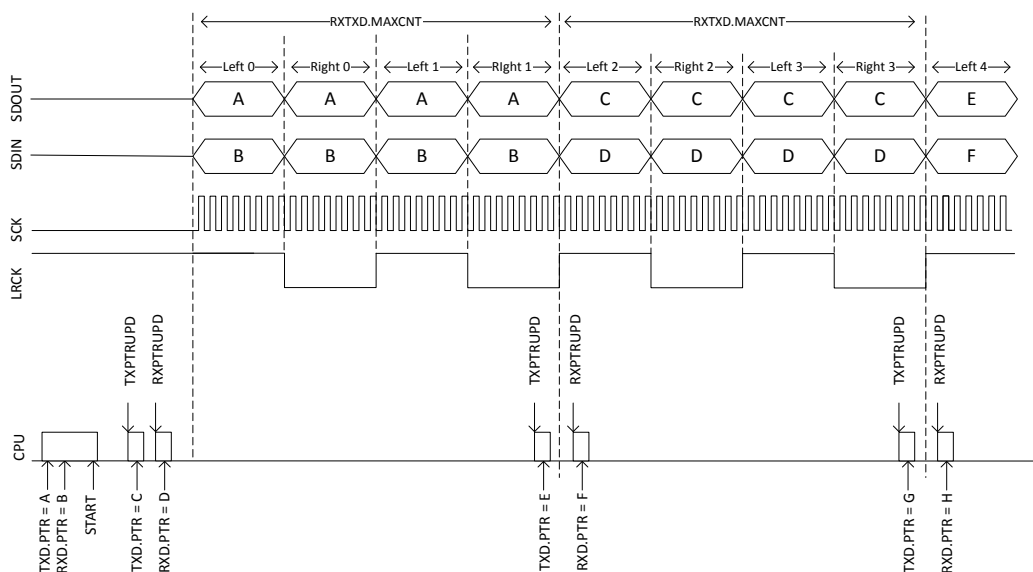 RXTXD.MAXCNT RXTXD.MAXCNT
Left 0 Right 0 Left 1 RIght 1 Left 2 Right 2 Left 3 Right 3 Left 4
SDOUT A A A A C C C C E
SDIN B B B B D D D D F
SCK
LRCK
TXPTRUPD RXPTRUPD TXPTRUPD RXPTRUPD TXPTRUPD RXPTRUPD
CPU
TXD.PTR = A RXD.PTR = B START TXD.PTR = C RXD.PTR = D TXD.PTR = E RXD.PTR = F TXD.PTR = G RXD.PTR = H